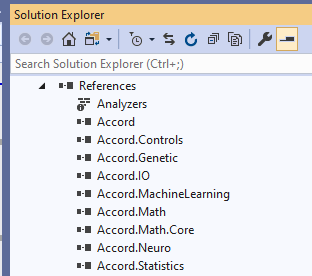 Solution Explorer
Search Solution Explorer (Ctrl+;)
References
Analyzers
Accord
Accord.Controls
Accord.Genetic
Accord.IO
Accord.MachineLearning
Accord.Math
Accord.Math.Core
Accord.Neuro
Accord.Statistics